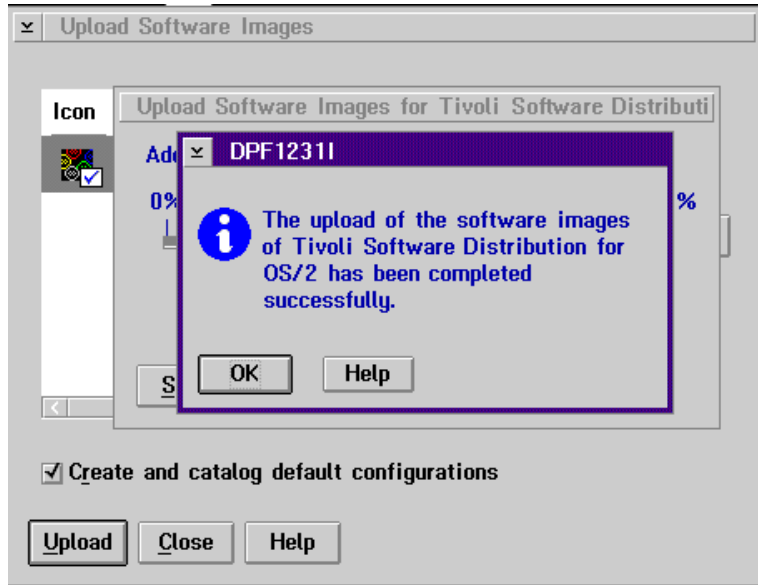 Upload Software Images
Icon
Upload Software Images for Tivoli Software Distributi
DPF1231I
0%
%
The upload of the software images
of Tivoli Software Distribution for
OS/2 has been completed
successfully.
OK Help
Create and catalog default configurations
Upload Close Help